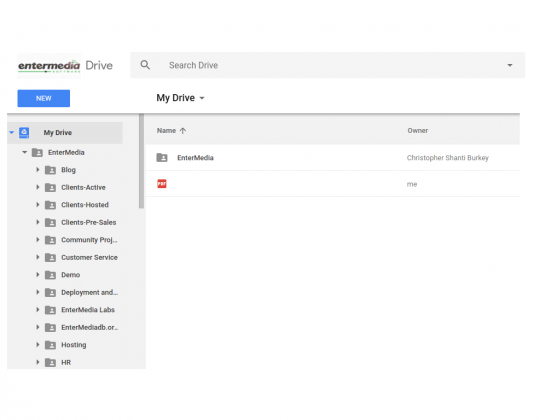 entermedia Drive
SOFTWARE
Search Drive
NEW
My Drive
My Drive
Name
Owner
EnterMedia
EnterMedia
Christopher Shanti Burkey
Blog
PDF
me
Clients-Active
Clients-Hosted
Clients-Pre-Sales
Community Proj...
Customer Service
Demo
Deployment and...
EnterMedia Labs
EnterMediadb.or...
Hosting
HR